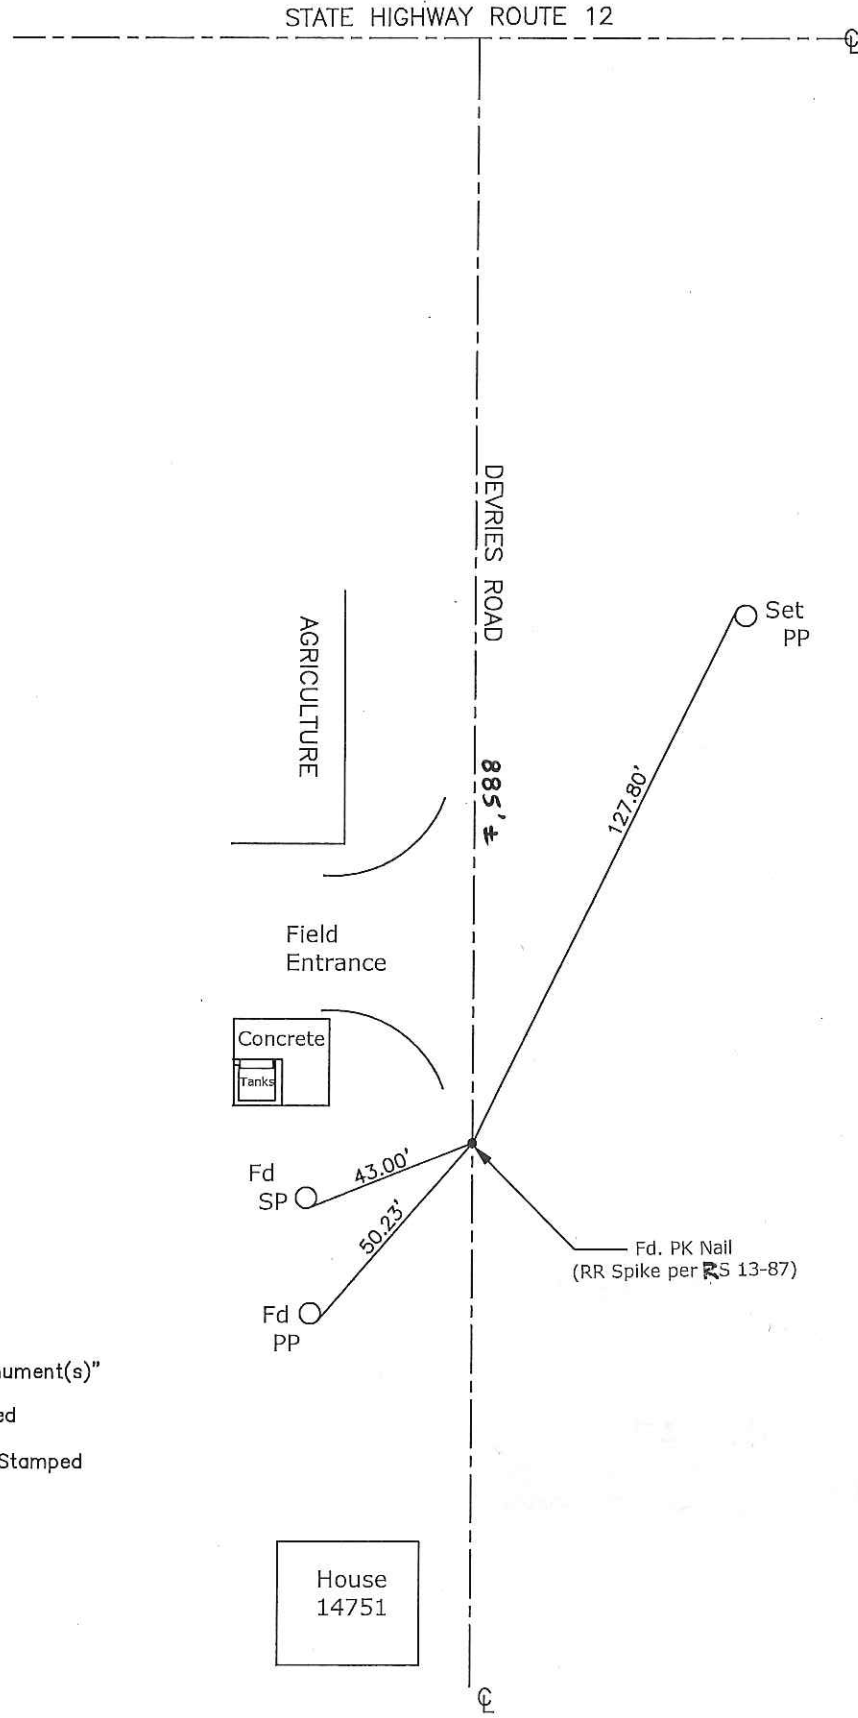 STATE HIGHWAY ROUTE 12
℄
DEVRIES ROAD
Set
PP
AGRICULTURE
885' ±
127.80'
Field
Entrance
Concrete
Tanks
Fd
SP
43.00'
50.23'
Fd. PK Nail
(RR Spike per RS 13-87)
Fd
PP
ument(s)"
ed
Stamped
House
14751
℄